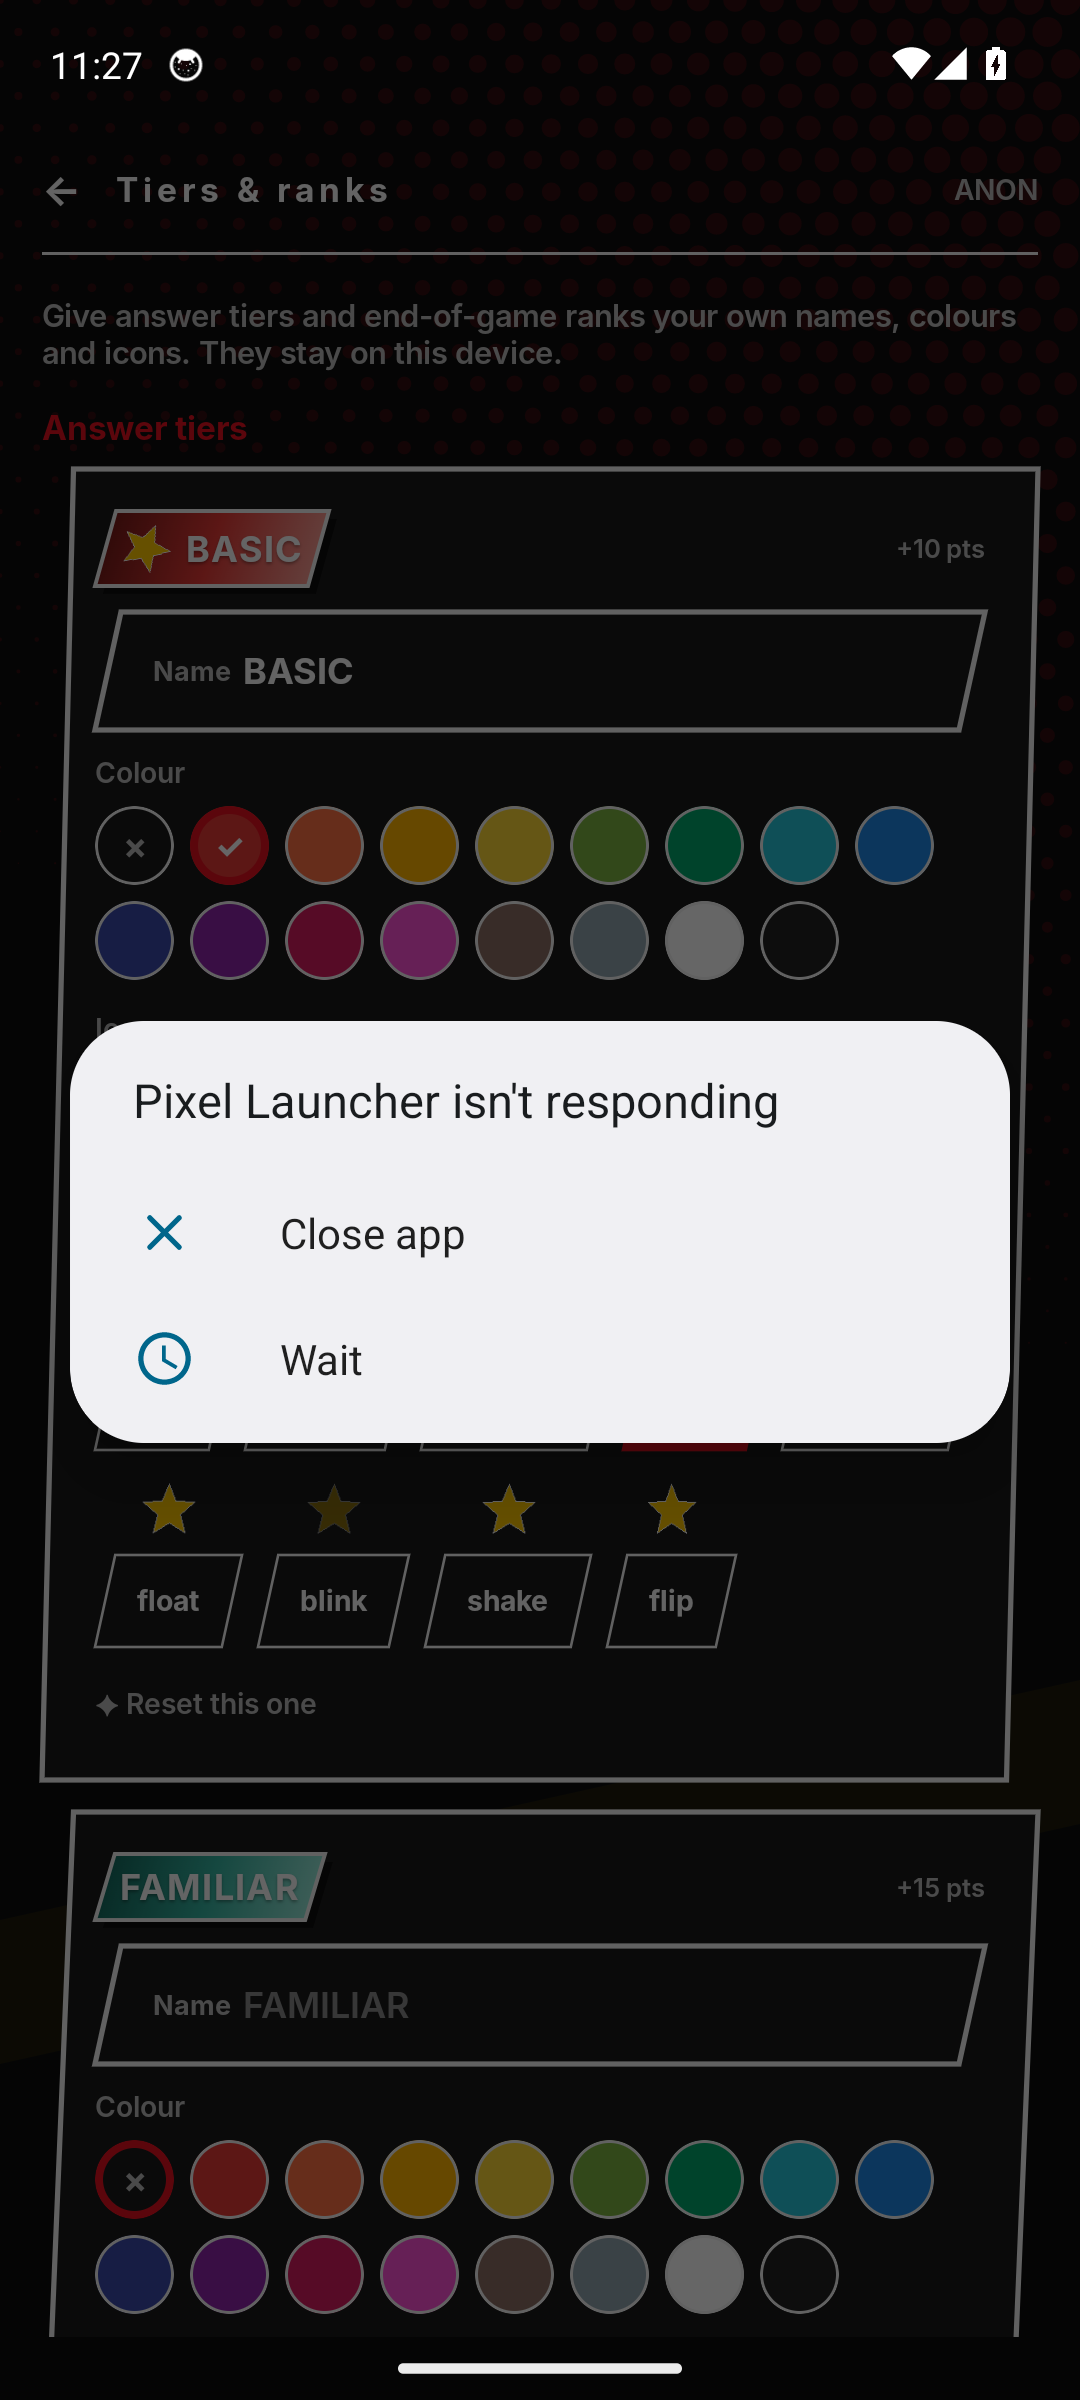 11:27
Tiers & ranks
ANON
Give answer tiers and end-of-game ranks your own names, colours
and icons. They stay on this device.
Answer tiers
BASIC
+10 pts
Name BASIC
Colour
Pixel Launcher isn't responding
Close app
Wait
float
blink
shake
flip
Reset this one
FAMILIAR
+15 pts
Name FAMILIAR
Colour